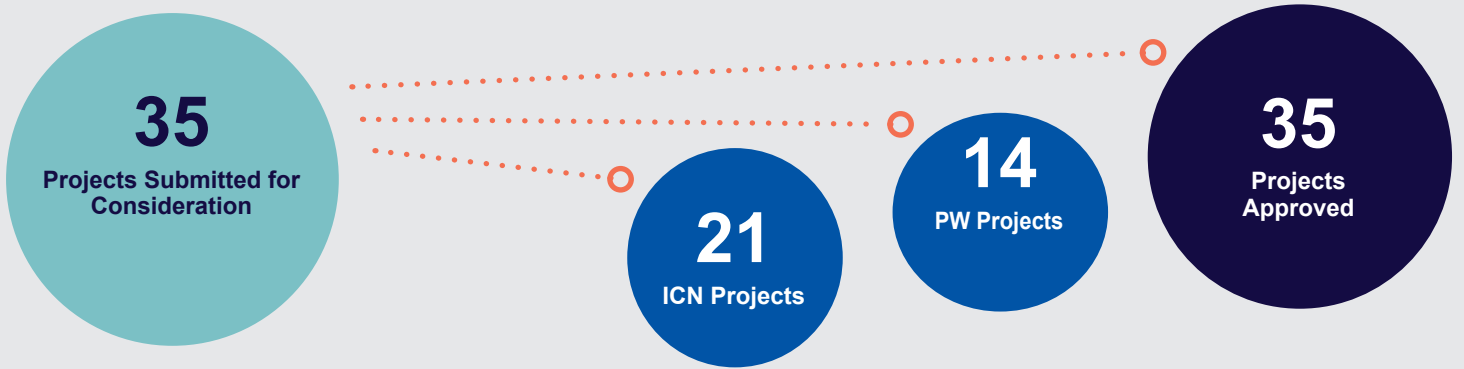 35
Projects Submitted for
Consideration
21
ICN Projects
14
PW Projects
35
Projects
Approved